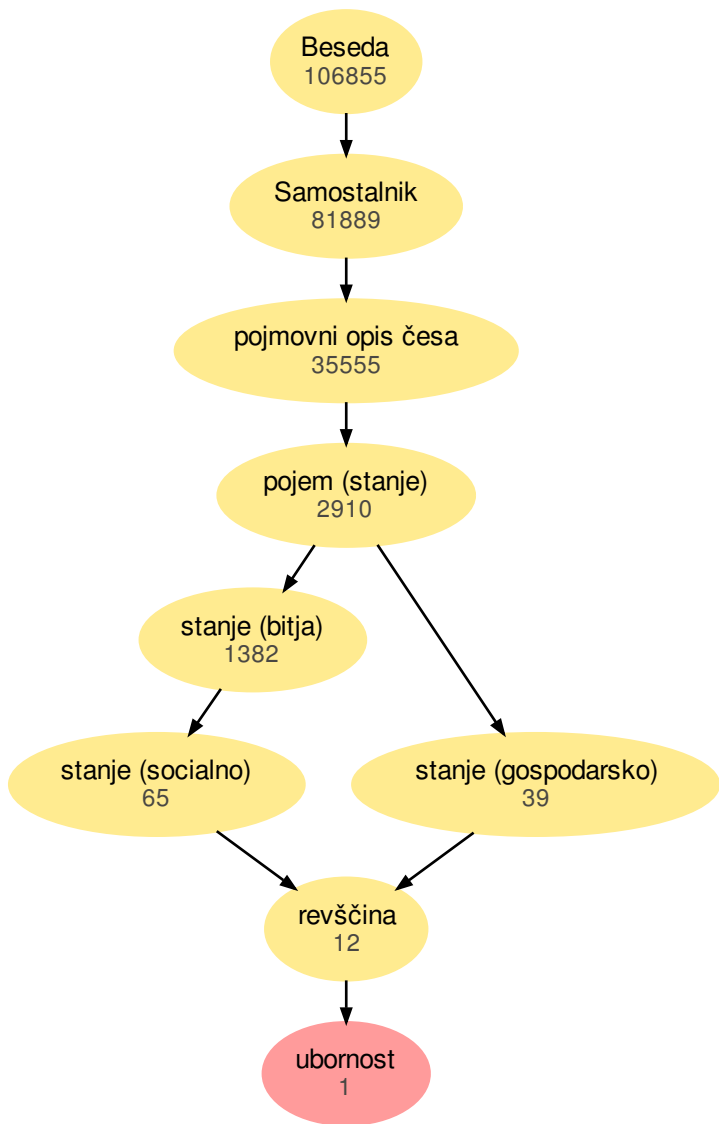 Beseda
106855
Samostalnik
81889
pojmovni opis česa
35555
pojem (stanje)
2910
stanje (bitja)
1382
stanje (socialno)
65
stanje (gospodarsko)
39
revščina
12
ubornost
1